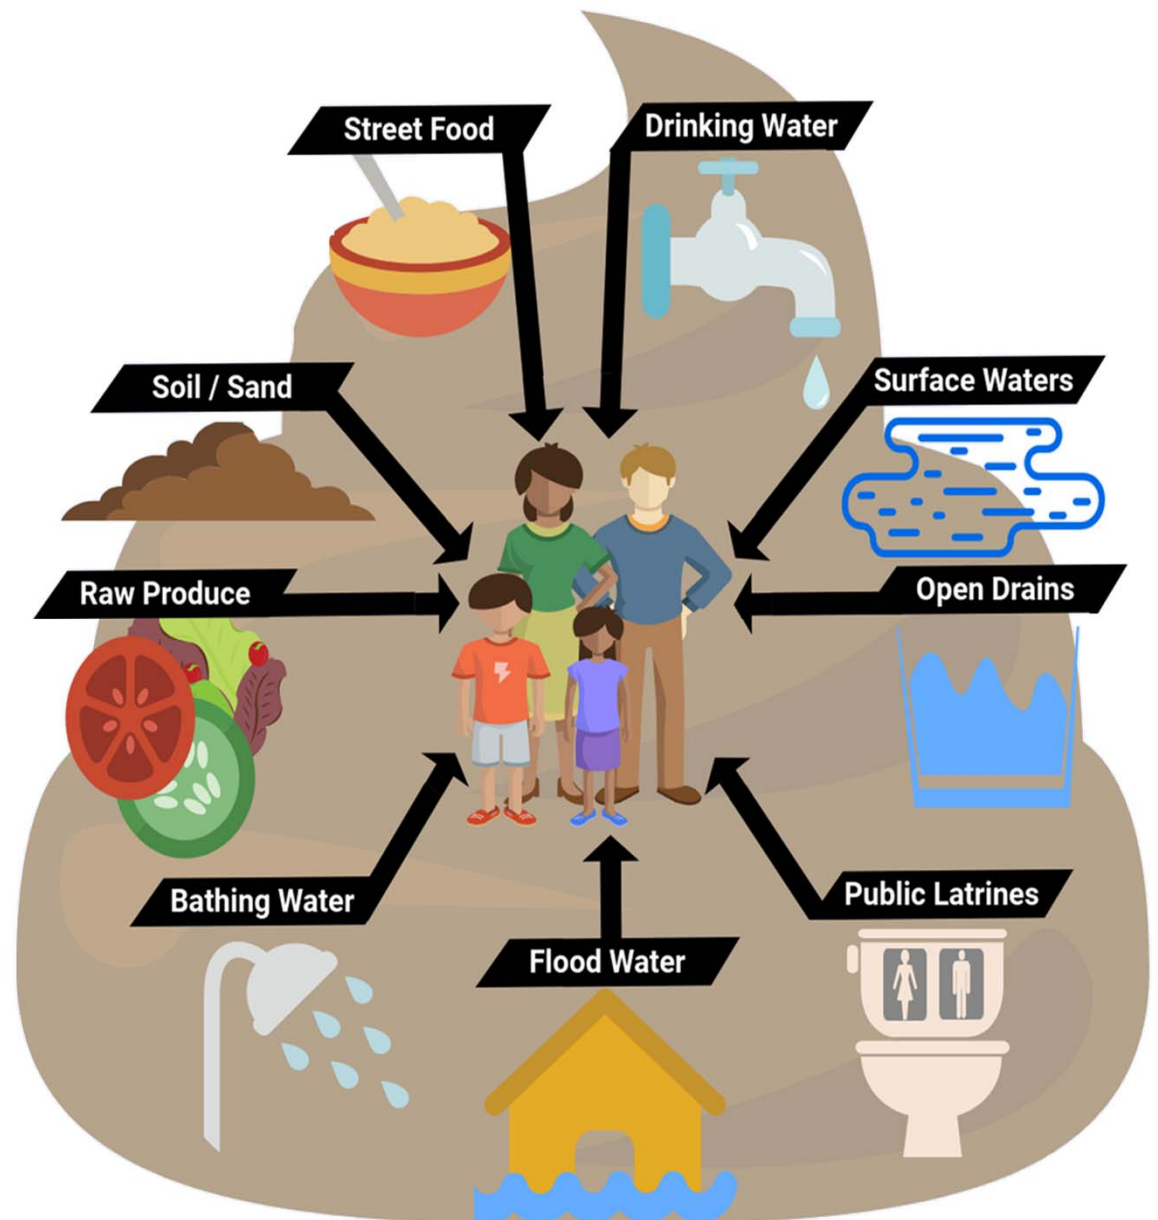 Street Food
Drinking Water
Soil / Sand
Surface Waters
Raw Produce
Open Drains
Bathing Water
Public Latrines
Flood Water